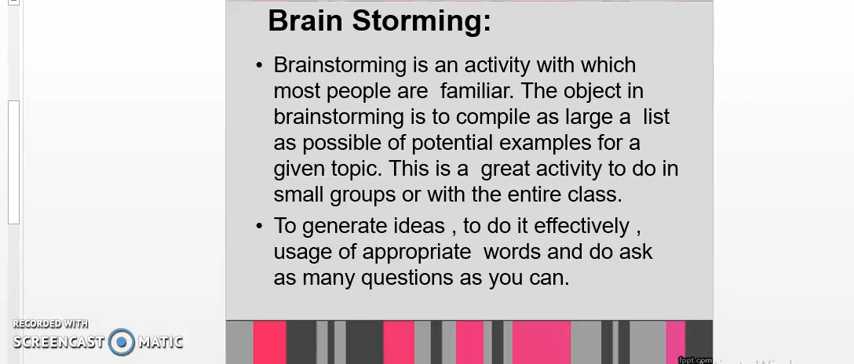 Brain Storming:
• Brainstorming is an activity with which
most people are familiar. The object in
brainstorming is to compile as large a list
as possible of potential examples for a
given topic. This is a great activity to do in
small groups or with the entire class.
• To generate ideas , to do it effectively ,
usage of appropriate words and do ask
as many questions as you can.
RECORDED WITH
SCREENCAST MATIC
fppt.com